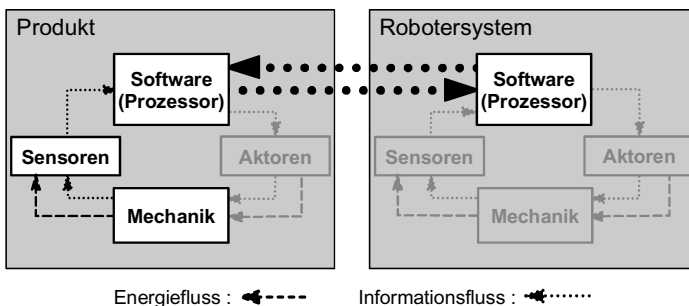 Produkt
Software
(Prozessor)
Sensoren
Aktoren
Mechanik
Robotersystem
Software
(Prozessor)
Sensoren
Aktoren
Mechanik
Energiefluss :
Informationsfluss :